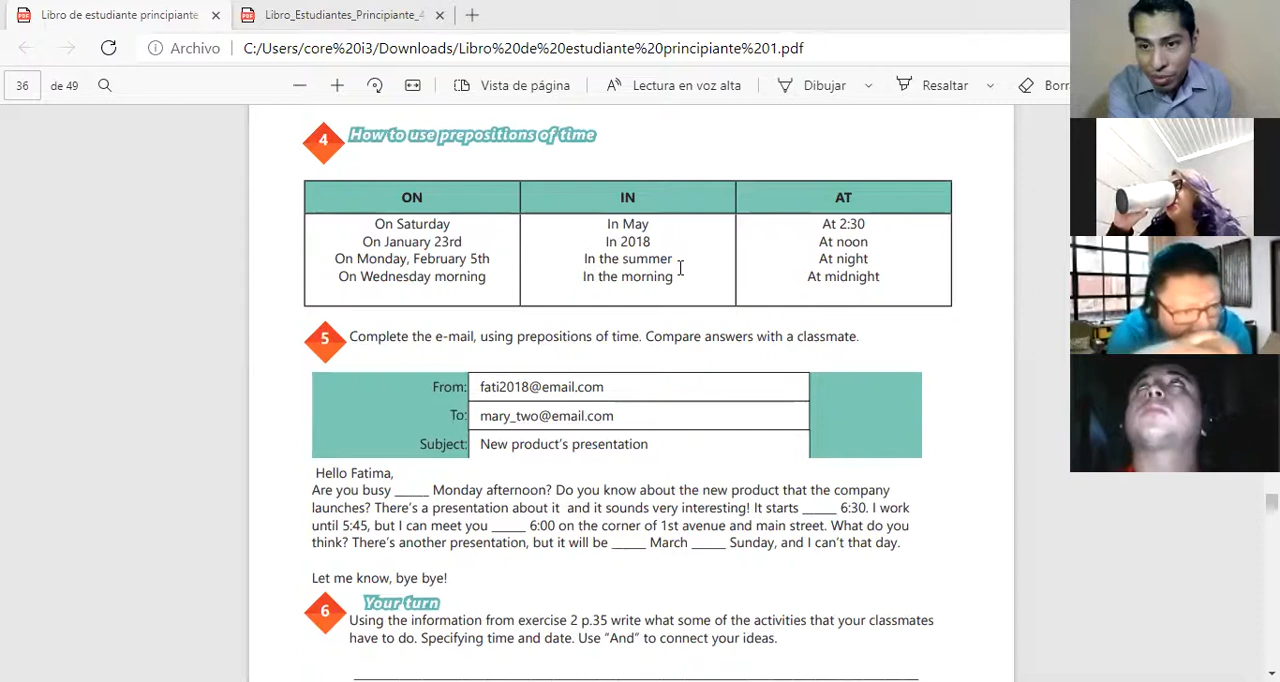 Libro de estudiante principiante
Libro_Estudiantes_Principiante_4
Archivo
C:/Users/core%20i3/Downloads/Libro%20de%20estudiante%20principiante%201.pdf
36
de 49
Vista de página
Lectura en voz alta
Dibujar
Resaltar
Borr
4
How to use prepositions of time
ON
IN
AT
On Saturday
In May
At 2:30
On January 23rd
In 2018
At noon
On Monday, February 5th
In the summer
At night
On Wednesday morning
In the morning
At midnight
5
Complete the e-mail, using prepositions of time. Compare answers with a classmate.
From:
fati2018@email.com
To:
mary_two@email.com
Subject:
New product's presentation
Hello Fatima,
Are you busy _____ Monday afternoon? Do you know about the new product that the company
launches? There's a presentation about it and it sounds very interesting! It starts _____ 6:30. I work
until 5:45, but I can meet you _____ 6:00 on the corner of 1st avenue and main street. What do you
think? There's another presentation, but it will be _____ March _____ Sunday, and I can't that day.
Let me know, bye bye!
6
Your turn
Using the information from exercise 2 p.35 write what some of the activities that your classmates
have to do. Specifying time and date. Use "And" to connect your ideas.